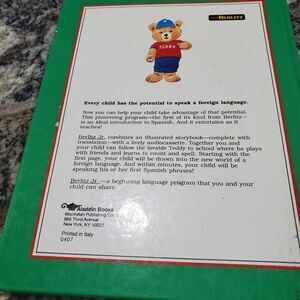 BERLITZ
TEDDY
Every child has the potential to speak a foreign language.
Now you can help your child take advantage of that potential.
This pioneering program—the first of its kind from Berlitz—
is an ideal introduction to Spanish. And it entertains as it
teaches!
Berlitz Jr. combines an illustrated storybook—complete with
translation—with a lively audiocassette. Together you and
your child can follow the lovable Teddy to school where he plays
with friends and learns to count and spell. Starting with the
first page, your child will be drawn into the new world of a
foreign language. And within minutes, your child will be
speaking his or her first Spanish phrases!
Berlitz Jr.—a beginning language program that you and your
child can share.
Aladdin Books
Macmillan Publishing
866 Third Avenue
New York, NY 10022
Printed in Italy
0407